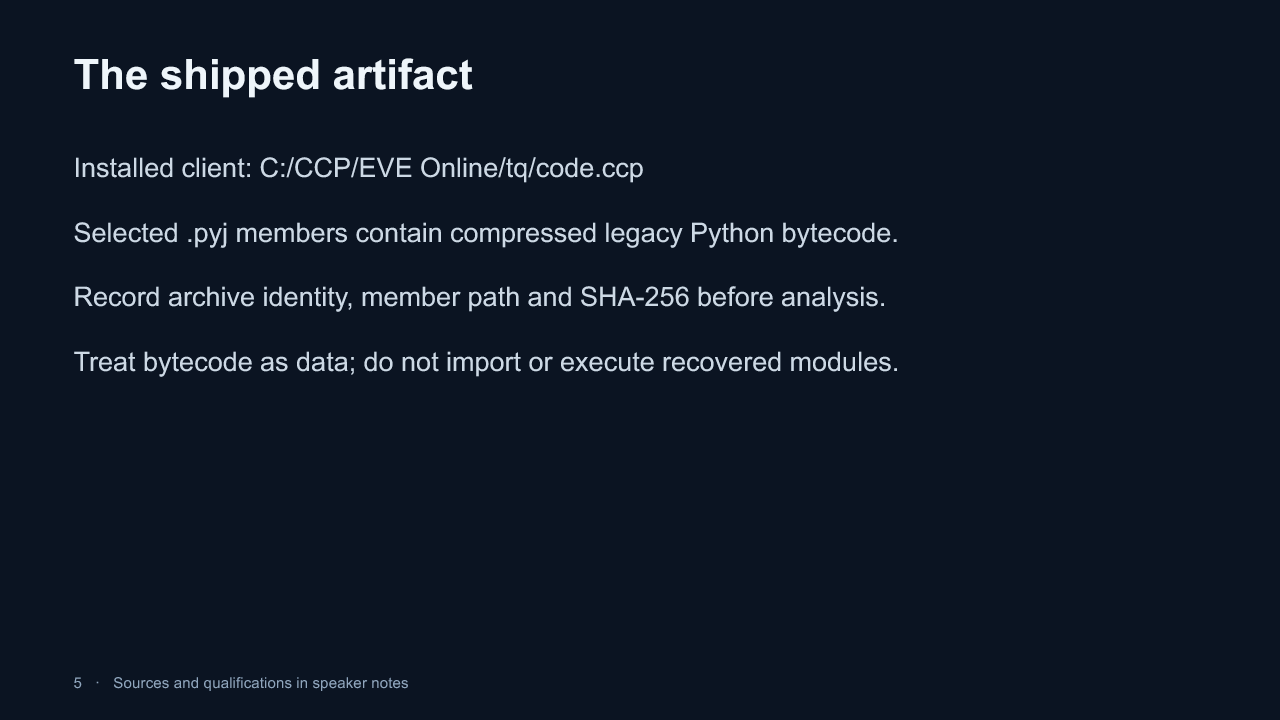 The shipped artifact
Installed client: C:/CCP/EVE Online/tq/code.ccp
Selected .pyj members contain compressed legacy Python bytecode.
Record archive identity, member path and SHA-256 before analysis.
Treat bytecode as data; do not import or execute recovered modules.
5 · Sources and qualifications in speaker notes